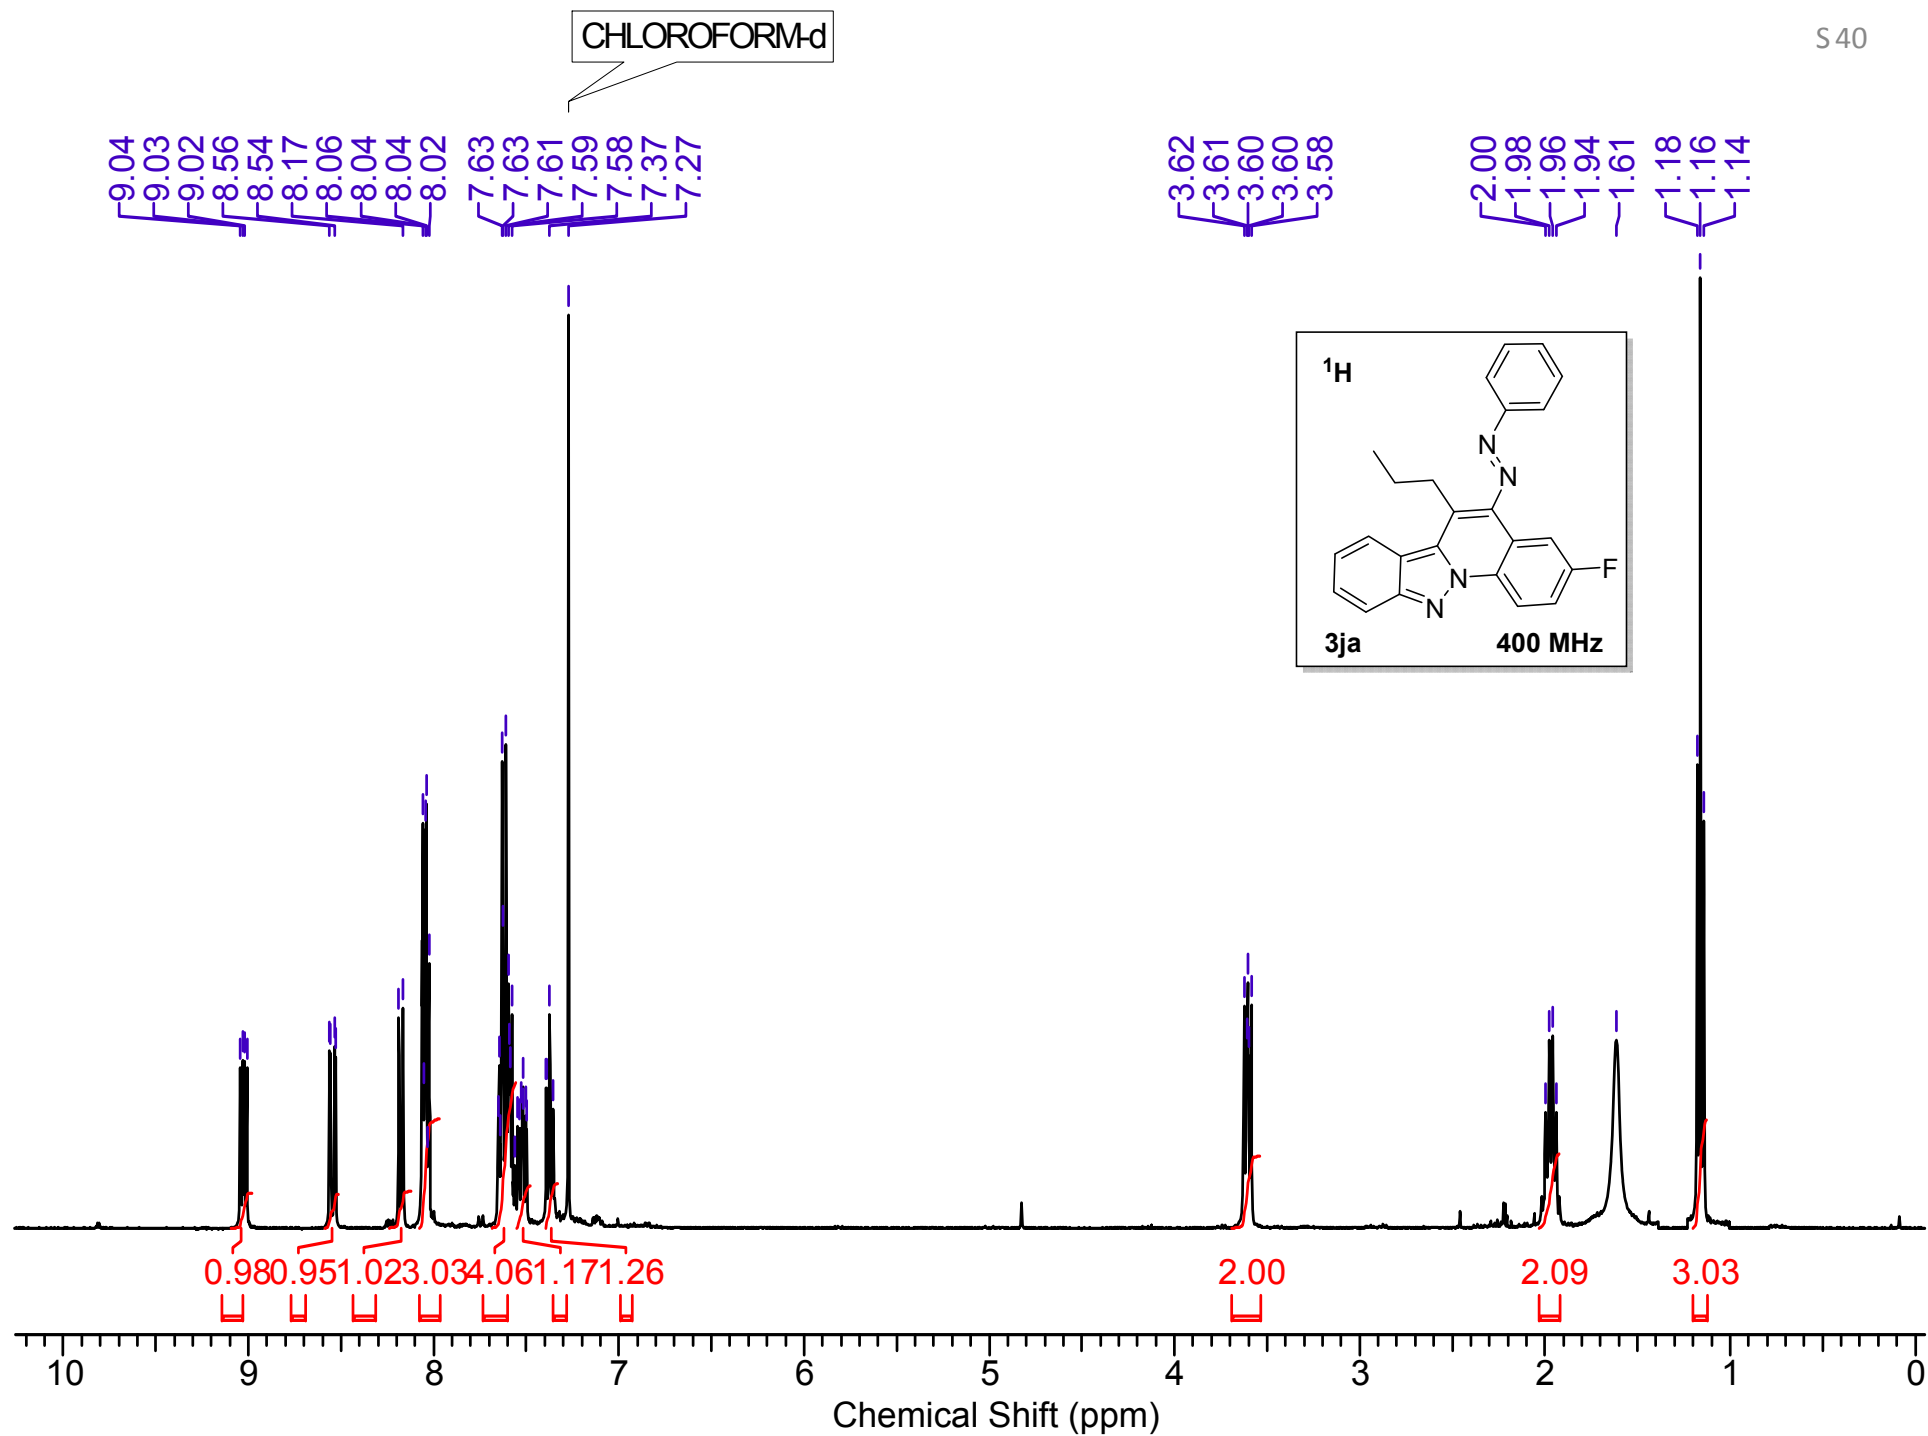 CHLOROFORM-d
S 40
9.04
9.03
9.02
8.56
8.54
8.17
8.06
8.04
8.04
8.02
7.63
7.63
7.61
7.59
7.58
7.37
7.27
3.62
3.61
3.60
3.60
3.58
2.00
1.98
1.96
1.94
1.61
1.18
1.16
1.14
1H
N
N
N
N
F
3ja 400 MHz
0.98 0.95 1.02 3.03 4.06 1.17 1.26 2.00 2.09 3.03
10 9 8 7 6 5 4 3 2 1 0
Chemical Shift (ppm)